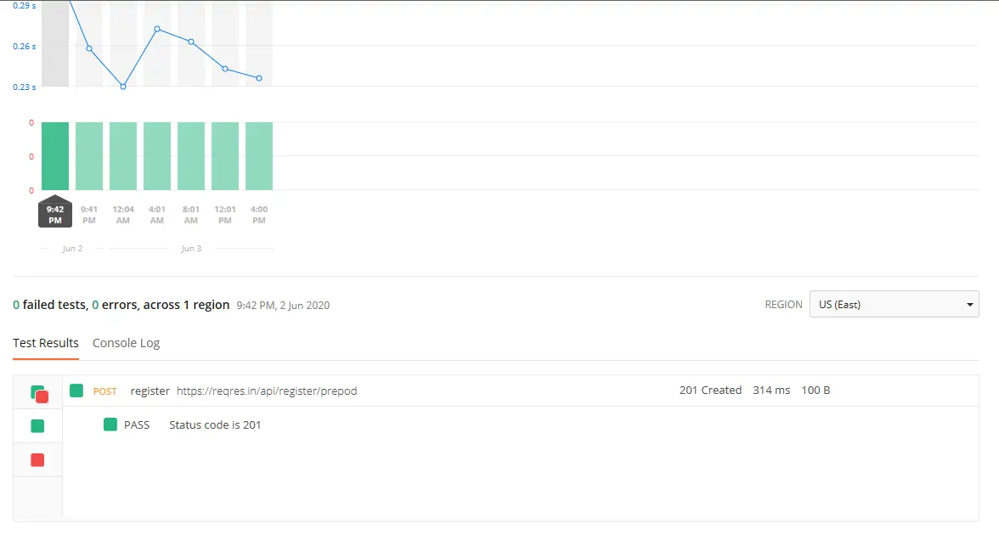 0.29 s
0.26 s
0.23 s
0
0
0
9:42 PM 9:41 PM 12:04 AM 4:01 AM 8:01 AM 12:01 PM 4:00 PM
Jun 2 Jun 3
0 failed tests, 0 errors, across 1 region 9:42 PM, 2 Jun 2020 REGION US (East)
Test Results Console Log
POST register https://reqres.in/api/register/prepod 201 Created 314 ms 100 B
PASS Status code is 201